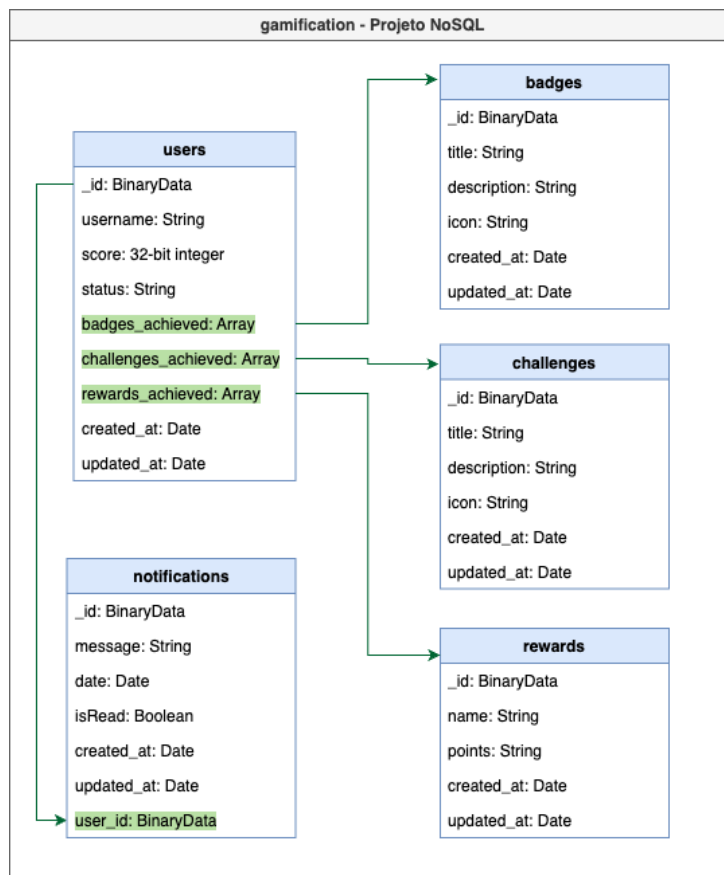 gamification - Projeto NoSQL
users
_id: BinaryData
username: String
score: 32-bit integer
status: String
badges_achieved: Array
challenges_achieved: Array
rewards_achieved: Array
created_at: Date
updated_at: Date
notifications
_id: BinaryData
message: String
date: Date
isRead: Boolean
created_at: Date
updated_at: Date
user_id: BinaryData
badges
_id: BinaryData
title: String
description: String
icon: String
created_at: Date
updated_at: Date
challenges
_id: BinaryData
title: String
description: String
icon: String
created_at: Date
updated_at: Date
rewards
_id: BinaryData
name: String
points: String
created_at: Date
updated_at: Date